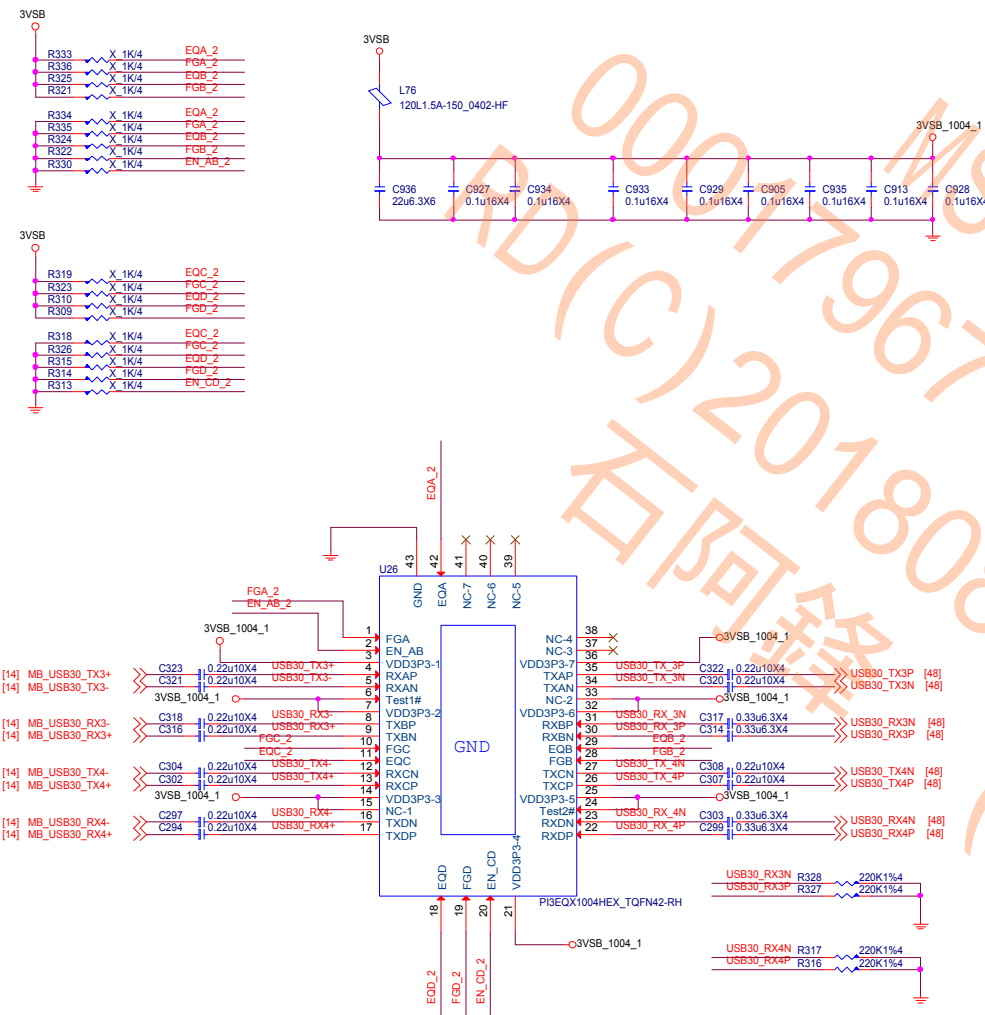 3VSB
R333 X_1K/4 EQA_2
R336 X_1K/4 FGA_2
R325 X_1K/4 EQB_2
R321 X_1K/4 FGB_2
R334 X_1K/4 EQA_2
R335 X_1K/4 FGA_2
R324 X_1K/4 EQB_2
R322 X_1K/4 FGB_2
R330 X_1K/4 EN_AB_2
3VSB
L76
120L1.5A-150_0402-HF
3VSB_1004_1
C936 22u6.3X6
C927 0.1u16X4
C934 0.1u16X4
C933 0.1u16X4
C929 0.1u16X4
C905 0.1u16X4
C935 0.1u16X4
C913 0.1u16X4
C928 0.1u16X4
3VSB
R319 X_1K/4 EQC_2
R323 X_1K/4 FGC_2
R310 X_1K/4 EQD_2
R309 X_1K/4 FGD_2
R318 X_1K/4 EQC_2
R326 X_1K/4 FGC_2
R315 X_1K/4 EQD_2
R314 X_1K/4 FGD_2
R313 X_1K/4 EN_CD_2
EQA_2
43 42 41 40 39
U26
GND EQA NC-7 NC-6 NC-5
FGA_2
EN_AB_2
3VSB_1004_1
1 FGA
2 EN_AB
3 VDD3P3-1
[14] MB_USB30_TX3+ C323 0.22u10X4 USB30_TX3+ 4 RXAP
[14] MB_USB30_TX3- C321 0.22u10X4 USB30_TX3- 5 RXAN
3VSB_1004_1 6 Test1#
7 VDD3P3-2
[14] MB_USB30_RX3- C318 0.22u10X4 USB30_RX3- 8 TXBP
[14] MB_USB30_RX3+ C316 0.22u10X4 USB30_RX3+ 9 TXBN
FGC_2 10 FGC
EQC_2 11 EQC
[14] MB_USB30_TX4- C304 0.22u10X4 USB30_TX4- 12 RXCN
[14] MB_USB30_TX4+ C302 0.22u10X4 USB30_TX4+ 13 RXCP
3VSB_1004_1 14 VDD3P3-3
15 NC-1
[14] MB_USB30_RX4- C297 0.22u10X4 USB30_RX4- 16 TXDN
[14] MB_USB30_RX4+ C294 0.22u10X4 USB30_RX4+ 17 TXDP
GND
NC-4 38
NC-3 37
VDD3P3-7 36 3VSB_1004_1
TXAP 35 USB30_TX_3P C322 0.22u10X4 USB30_TX3P [48]
TXAN 34 USB30_TX_3N C320 0.22u10X4 USB30_TX3N [48]
NC-2 33 3VSB_1004_1
VDD3P3-6 32
RXBP 31 USB30_RX_3N C317 0.33u6.3X4 USB30_RX3N [48]
RXBN 30 USB30_RX_3P C314 0.33u6.3X4 USB30_RX3P [48]
EQB 29 EQB_2
FGB 28 FGB_2
TXCN 27 USB30_TX_4N C308 0.22u10X4 USB30_TX4N [48]
TXCP 26 USB30_TX_4P C307 0.22u10X4 USB30_TX4P [48]
VDD3P3-5 25 3VSB_1004_1
Test2# 24
RXDN 23 USB30_RX_4N C303 0.33u6.3X4 USB30_RX4N [48]
RXDP 22 USB30_RX_4P C299 0.33u6.3X4 USB30_RX4P [48]
EQD FGD EN_CD VDD3P3-4
18 19 20 21
PI3EQX1004HEX_TQFN42-RH
3VSB_1004_1
EQD_2 FGD_2 EN_CD_2
USB30_RX3N R328 220K1%4
USB30_RX3P R327 220K1%4
USB30_RX4N R317 220K1%4
USB30_RX4P R316 220K1%4
00017967
MS
RD(C)201808
石阿鋒